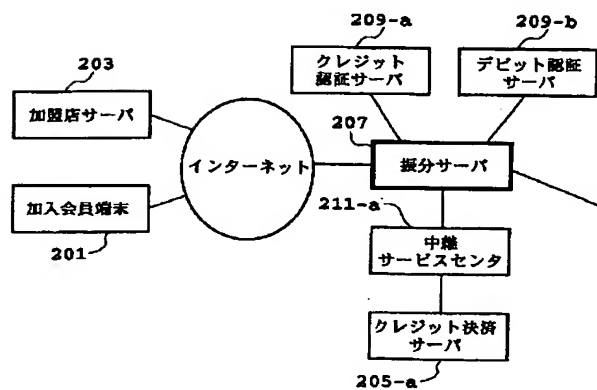 209-a
209-b
クレジット
認証サーバ
デビット認証
サーバ
203
加盟店サーバ
207
インターネット
振分サーバ
加入会員端末
201
211-a
中継
サービスセンタ
クレジット決済
サーバ
205-a